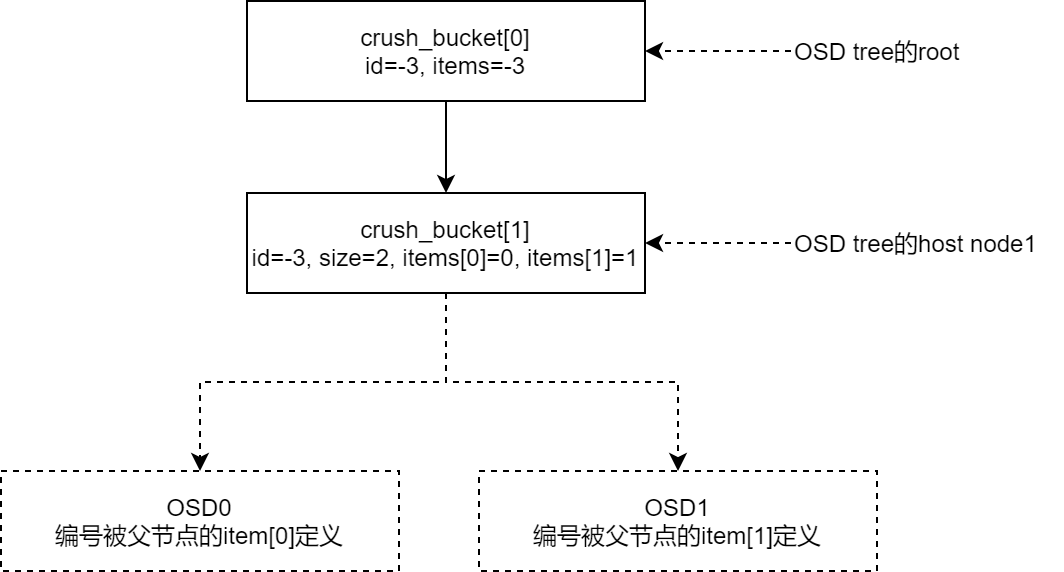 crush_bucket[0]
id=-3, items=-3
OSD tree的root
crush_bucket[1]
id=-3, size=2, items[0]=0, items[1]=1
OSD tree的host node1
OSD0
编号被父节点的item[0]定义
OSD1
编号被父节点的item[1]定义